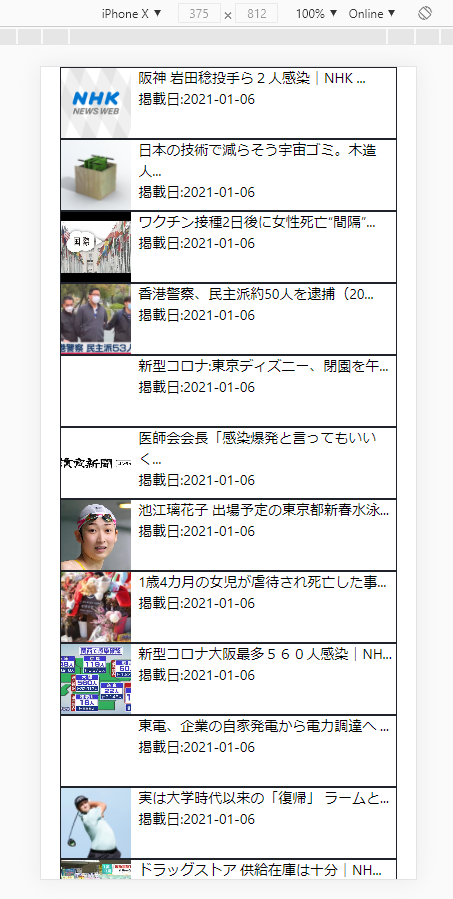 iPhone X ▼ 375 × 812 100% ▼ Online ▼
NHK
NEWS WEB
阪神 岩田稔投手ら２人感染｜NHK ...
掲載日:2021-01-06
日本の技術で減らそう宇宙ゴミ。木造
人...
掲載日:2021-01-06
国際
ワクチン接種2日後に女性死亡“間隔”...
掲載日:2021-01-06
香港警察、民主派約50人を逮捕（20...
掲載日:2021-01-06
港警察 民主派53人
新型コロナ:東京ディズニー、閉園を午...
掲載日:2021-01-06
医師会会長「感染爆発と言ってもいい
く...
掲載日:2021-01-06
池江璃花子 出場予定の東京都新春水泳...
掲載日:2021-01-06
1歳4カ月の女児が虐待され死亡した事...
掲載日:2021-01-06
新型コロナ大阪最多５６０人感染｜NH...
掲載日:2021-01-06
東電、企業の自家発電から電力調達へ ...
掲載日:2021-01-06
実は大学時代以来の「復帰」 ラームと...
掲載日:2021-01-06
ドラッグストア 供給在庫は十分｜NH...